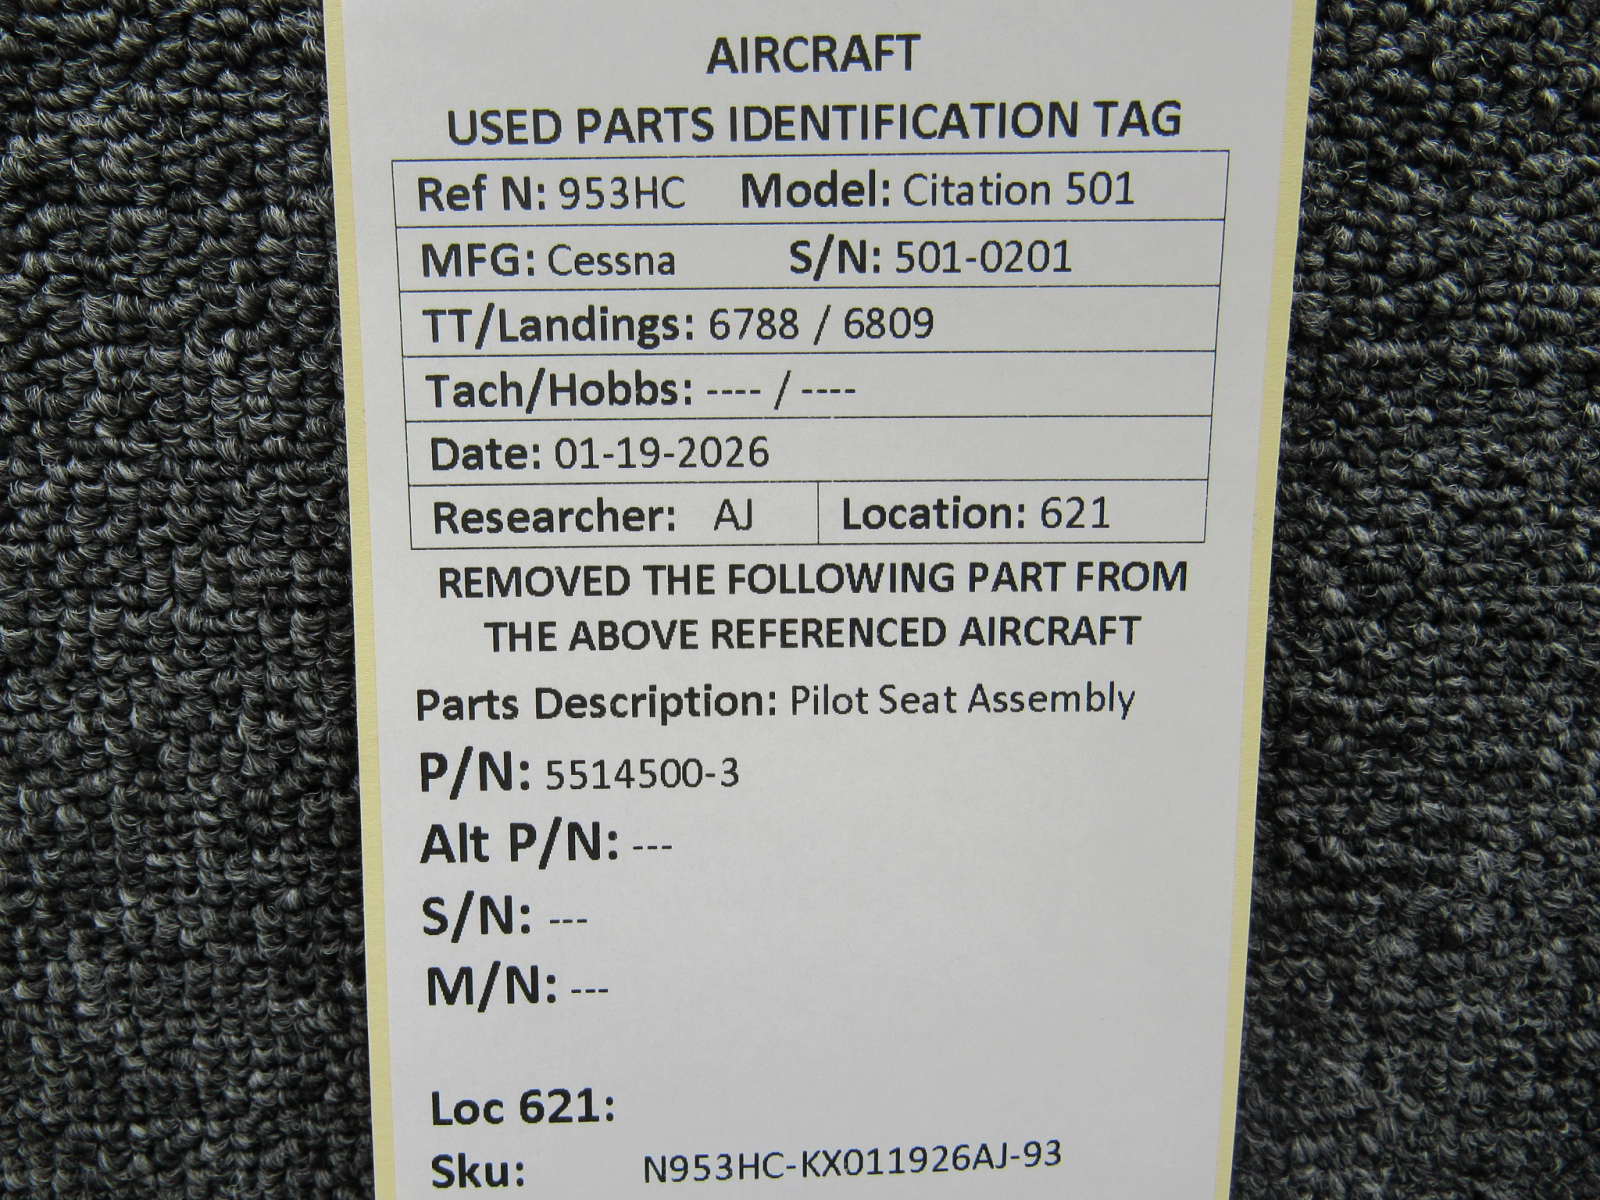 AIRCRAFT
USED PARTS IDENTIFICATION TAG
Ref N: 953HC Model: Citation 501
MFG: Cessna S/N: 501-0201
TT/Landings: 6788 / 6809
Tach/Hobbs: ---- / ----
Date: 01-19-2026
Researcher: AJ Location: 621
REMOVED THE FOLLOWING PART FROM
THE ABOVE REFERENCED AIRCRAFT
Parts Description: Pilot Seat Assembly
P/N: 5514500-3
Alt P/N: ---
S/N: ---
M/N: ---
Loc 621:
Sku: N953HC-KX011926AJ-93